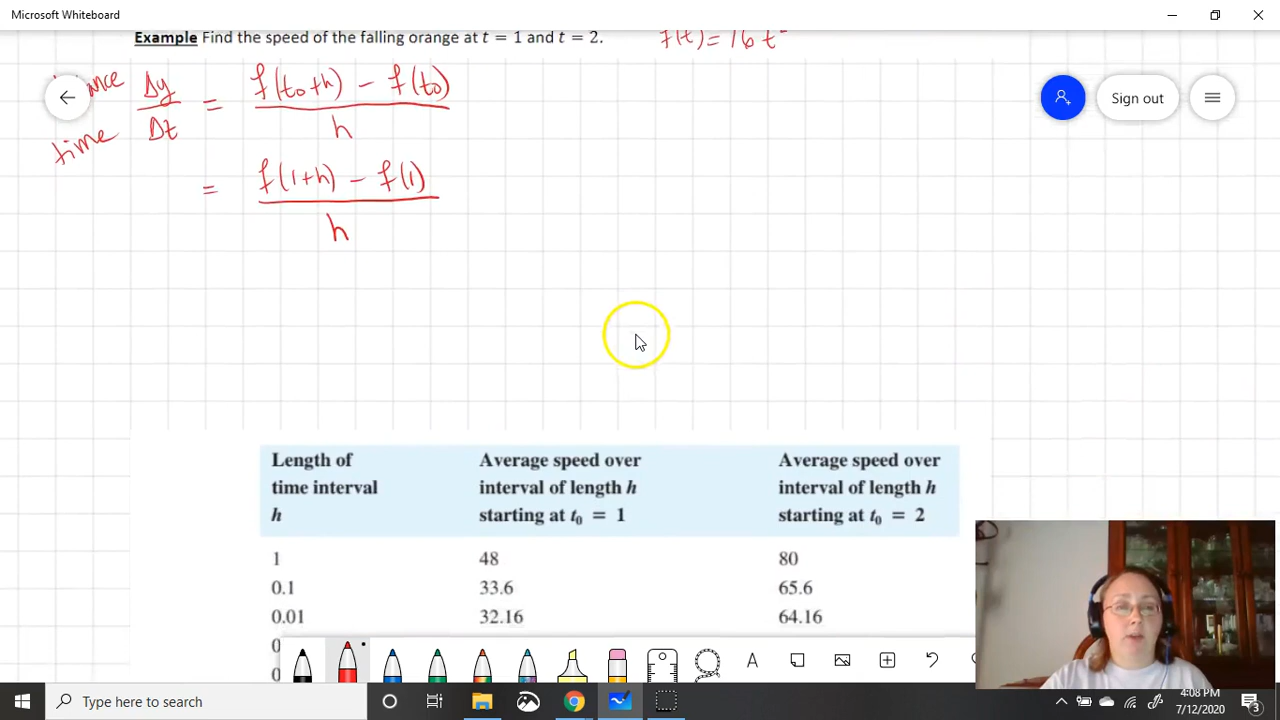 Microsoft Whiteboard
Example Find the speed of the falling orange at t = 1 and t = 2.
f(t) = 16 t
Sign out
Δy / Δt = f(t₀+h) − f(t₀) / h
time
= f(1+h) − f(1) / h
Length of time interval h
Average speed over interval of length h starting at t₀ = 1
Average speed over interval of length h starting at t₀ = 2
1 48 80
0.1 33.6 65.6
0.01 32.16 64.16
Type here to search
4:08 PM
7/12/2020
3